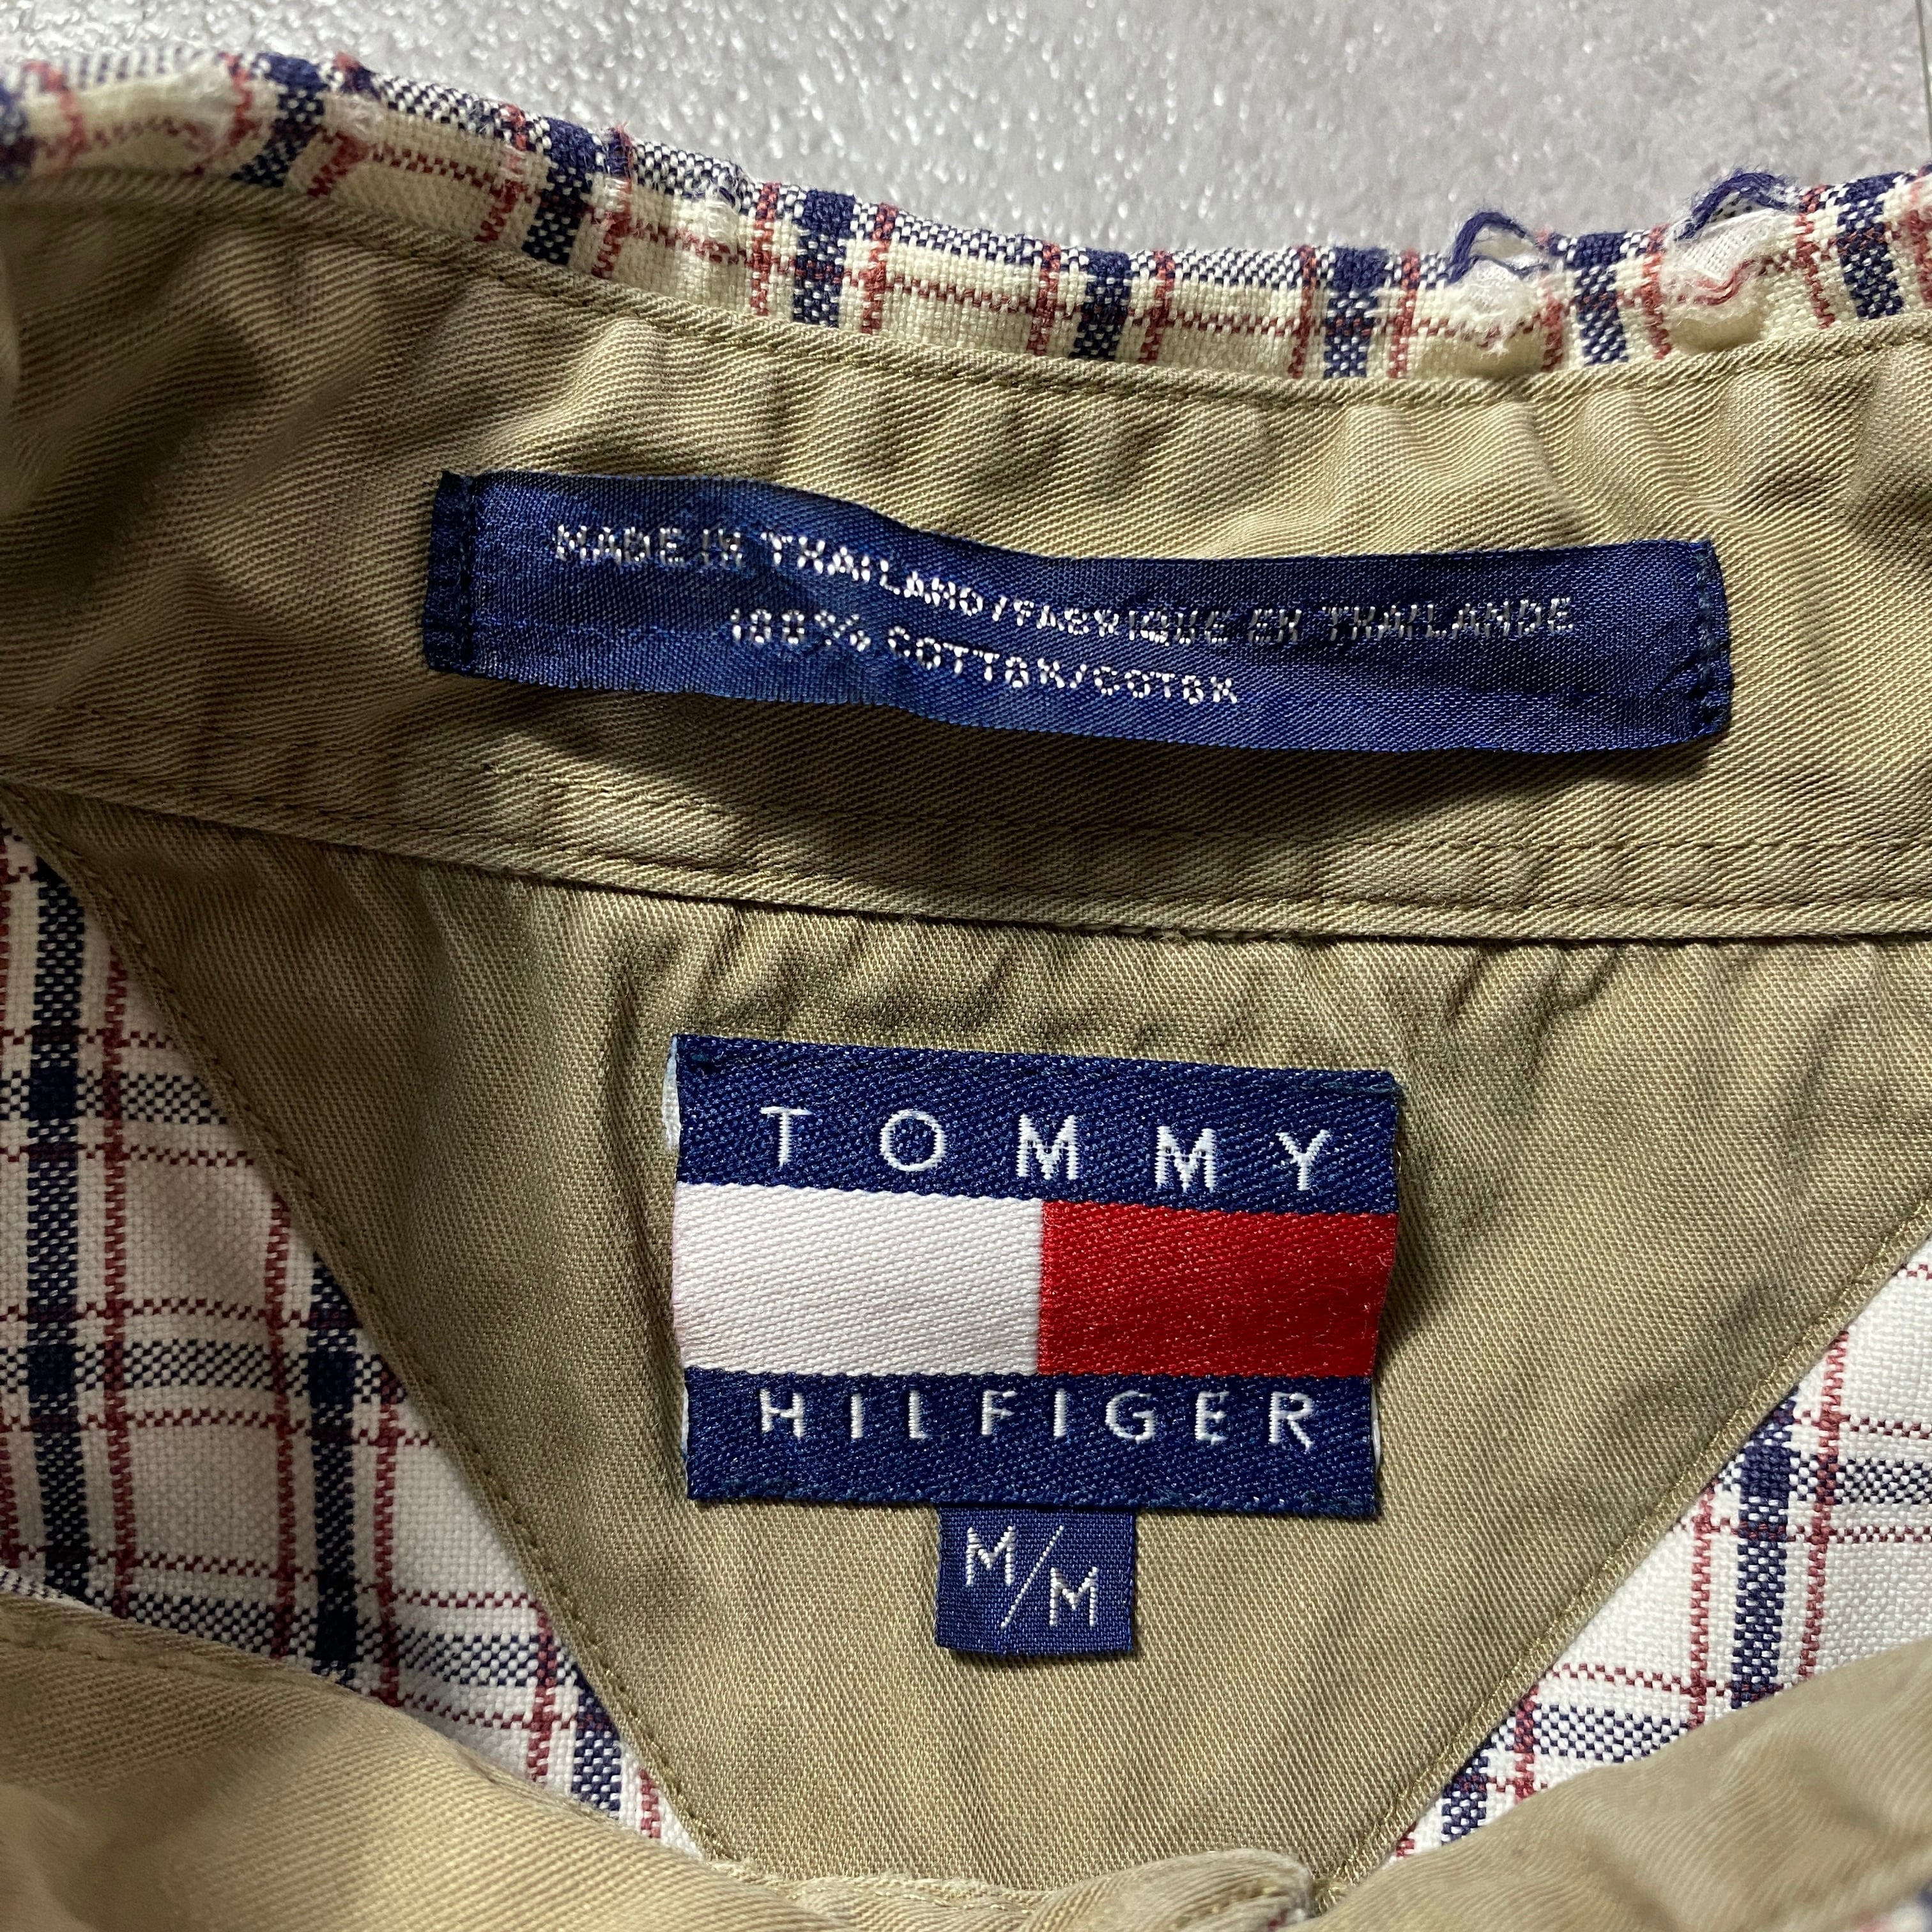 MADE IN THAILAND/FABRIQUE EN THAILANDE
100% COTTON/COTON
TOMMY
HILFIGER
M/M